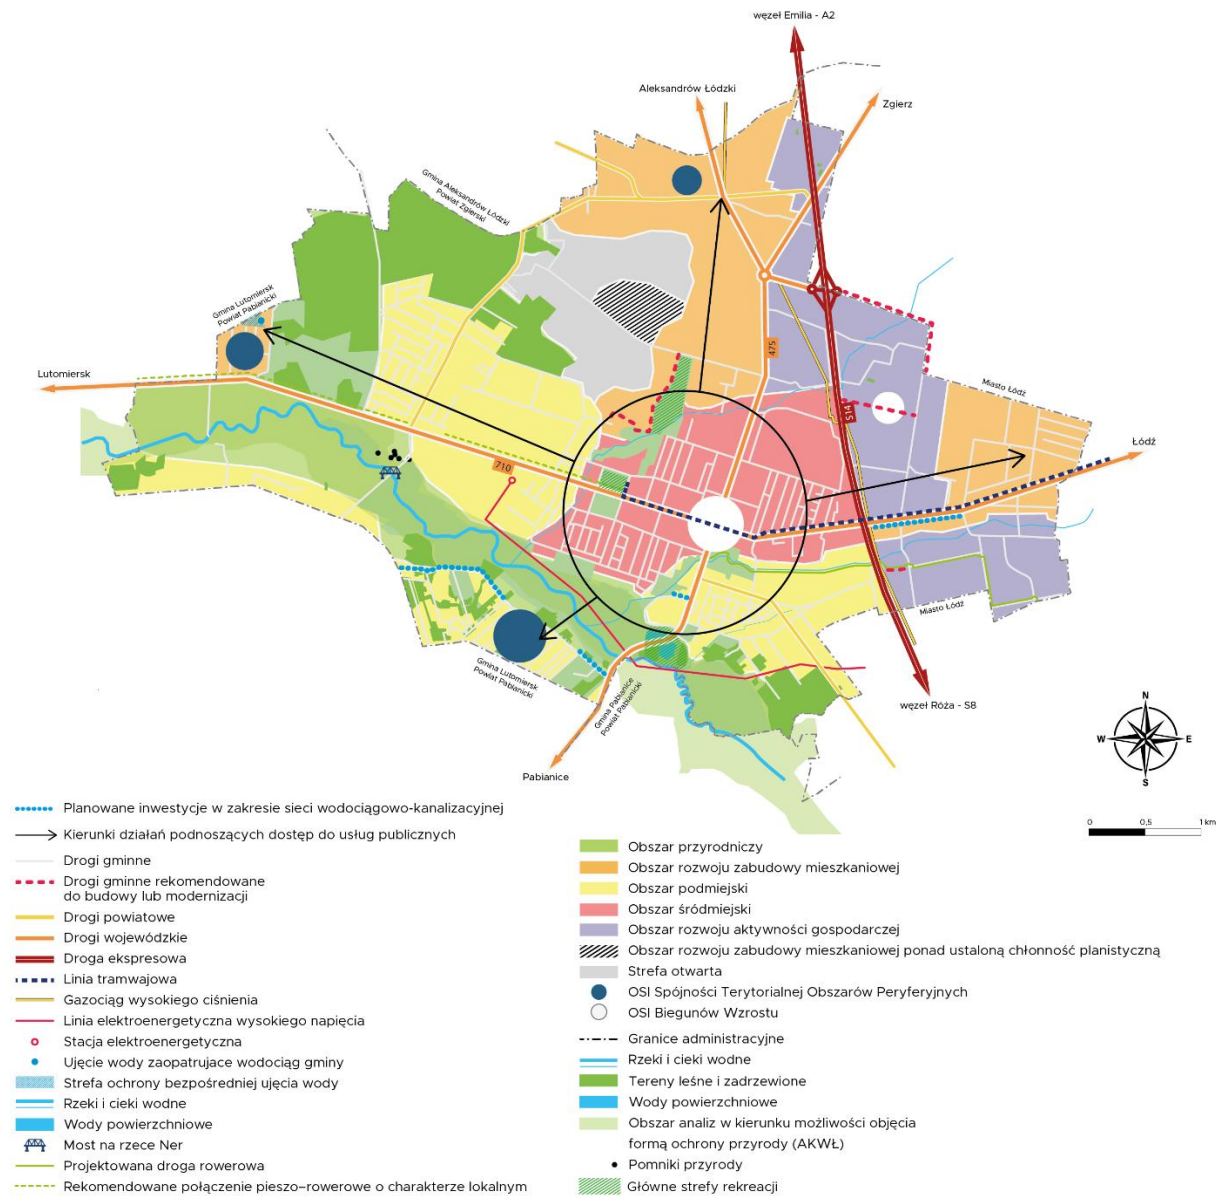 węzeł Emilia - A2
Aleksandrów Łódzki
Zgierz
Gmina Aleksandrów Łódzki
Powiat Zgierski
Gmina Lutomiersk
Powiat Pabianicki
Lutomiersk
475
Miasto Łódź
S14
Łódź
710
Miasto Łódź
Gmina Lutomiersk
Powiat Pabianicki
Gmina Pabianice
Powiat Pabianicki
węzeł Róża - S8
Pabianice
N
W
E
S
0
0,5
1 km
Planowane inwestycje w zakresie sieci wodociągowo-kanalizacyjnej
Kierunki działań podnoszących dostęp do usług publicznych
Drogi gminne
Drogi gminne rekomendowane
do budowy lub modernizacji
Drogi powiatowe
Drogi wojewódzkie
Droga ekspresowa
Linia tramwajowa
Gazociąg wysokiego ciśnienia
Linia elektroenergetyczna wysokiego napięcia
Stacja elektroenergetyczna
Ujęcie wody zaopatrujące wodociąg gminy
Strefa ochrony bezpośredniej ujęcia wody
Rzeki i cieki wodne
Wody powierzchniowe
Most na rzece Ner
Projektowana droga rowerowa
Rekomendowane połączenie pieszo-rowerowe o charakterze lokalnym
Obszar przyrodniczy
Obszar rozwoju zabudowy mieszkaniowej
Obszar podmiejski
Obszar śródmiejski
Obszar rozwoju aktywności gospodarczej
Obszar rozwoju zabudowy mieszkaniowej ponad ustaloną chłonność planistyczną
Strefa otwarta
OSI Spójności Terytorialnej Obszarów Peryferyjnych
OSI Biegunów Wzrostu
Granice administracyjne
Rzeki i cieki wodne
Tereny leśne i zadrzewione
Wody powierzchniowe
Obszar analiz w kierunku możliwości objęcia
formą ochrony przyrody (AKWŁ)
Pomniki przyrody
Główne strefy rekreacji